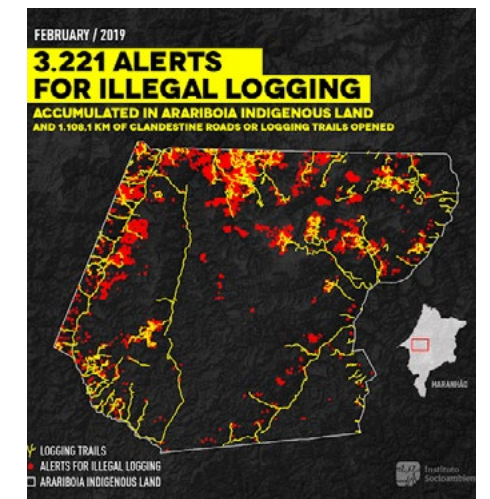 FEBRUARY / 2019
3.221 ALERTS
FOR ILLEGAL LOGGING
ACCUMULATED IN ARARIBOIA INDIGENOUS LAND
AND 1.108,1 KM OF CLANDESTINE ROADS OR LOGGING TRAILS OPENED
MARANHÃO
LOGGING TRAILS
ALERTS FOR ILLEGAL LOGGING
ARARIBOIA INDIGENOUS LAND
Instituto
Socioambien